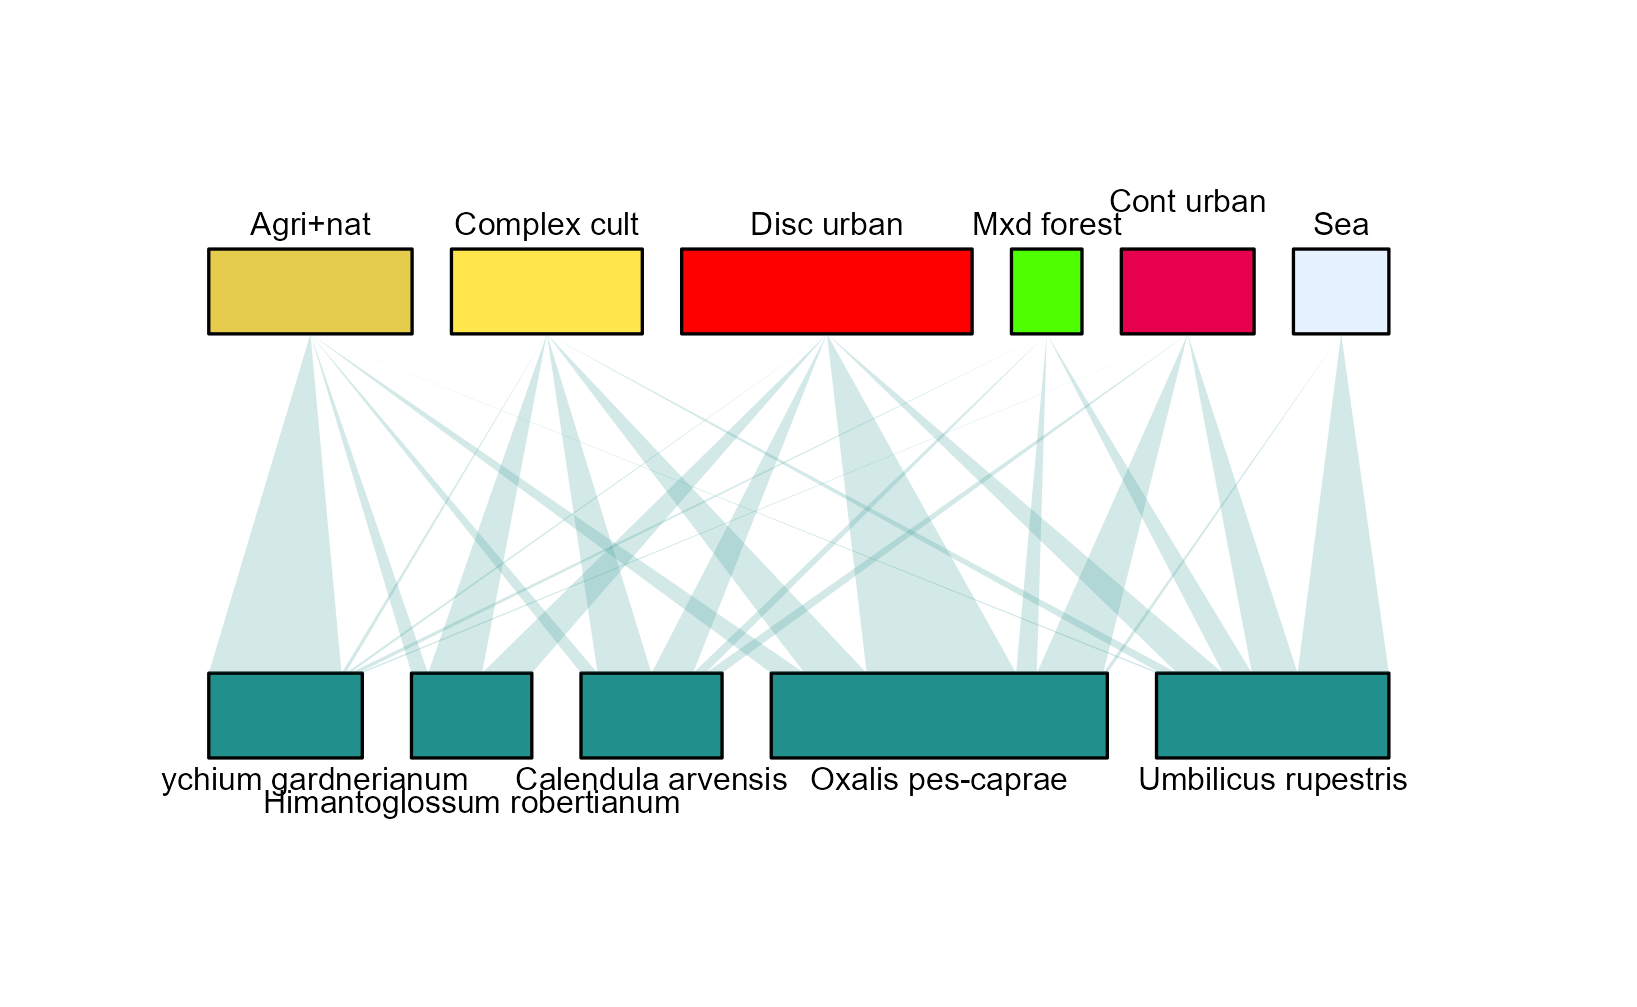 Cont urban
Agri+nat Complex cult Disc urban Mxd forest Sea
ychium gardnerianum Calendula arvensis Oxalis pes-caprae Umbilicus rupestris
Himantoglossum robertianum